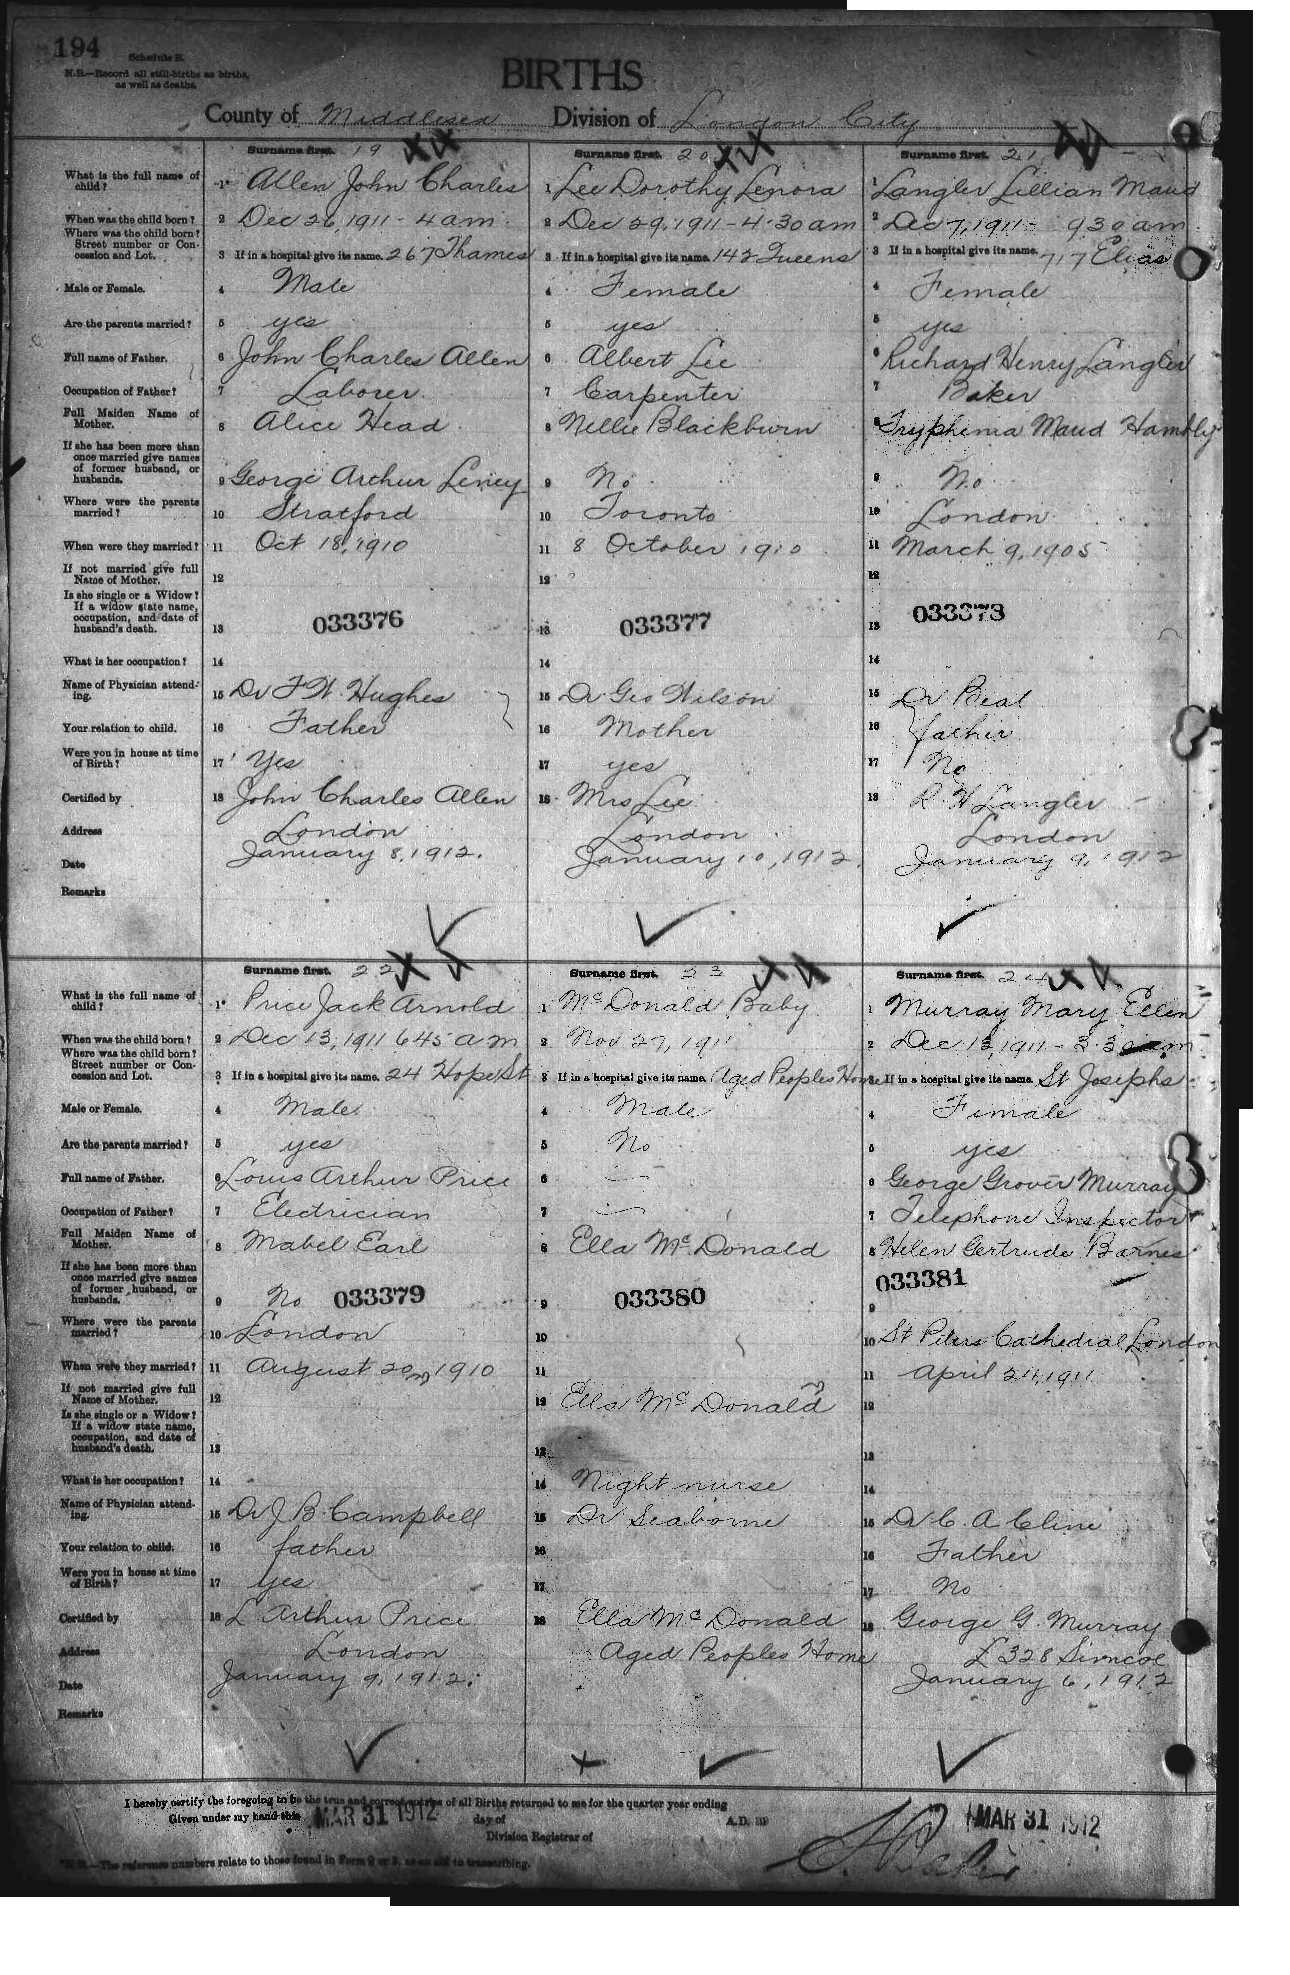 194
Schedule B.
N.B.—Record all still-births as births, as well as deaths.
BIRTHS
County of Middlesex Division of London City
Surname first. 19
What is the full name of child? 1 Allen John Charles
When was the child born? 2 Dec 26, 1911 - 4 am
Where was the child born? Street number or Concession and Lot. 3 If in a hospital give its name. 267 Thames
Male or Female. 4 Male
Are the parents married? 5 yes
Full name of Father. 6 John Charles Allen
Occupation of Father? 7 Laborer
Full Maiden Name of Mother. 8 Alice Head
If she has been more than once married give names of former husband, or husbands. 9 George Arthur Leney
Where were the parents married? 10 Stratford
When were they married? 11 Oct 18, 1910
If not married give full Name of Mother. 12
Is she single or a Widow? If a widow state name, occupation, and date of husband's death. 13 033376
What is her occupation? 14
Name of Physician attending. 15 Dr F W Hughes
Your relation to child. 16 Father
Were you in house at time of Birth? 17 Yes
Certified by 18 John Charles Allen
Address London
Date January 8, 1912.
Remarks
Surname first. 20
1 Lee Dorothy Lenora
2 Dec 29, 1911 - 4.30 am
3 If in a hospital give its name. 142 Queens
4 Female
5 yes
6 Albert Lee
7 Carpenter
8 Nellie Blackburn
9 No
10 Toronto
11 8 October 1910
12
13 033377
14
15 Dr Geo Wilson
16 Mother
17 yes
18 Mrs Lee
London
January 10, 1912.
Surname first. 21
1 Langler Lillian Maud
2 Dec 7, 1911 - 9 30 am
3 If in a hospital give its name. 717 Elias
4 Female
5 yes
6 Richard Henry Langler
7 Baker
8 Tryphena Maud Hambly
9 No
10 London
11 March 9, 1905
12
13 033378
14
15 Dr Beal
16 father
17 No
18 R H Langler
London
January 9, 1912
Surname first. 22
What is the full name of child? 1 Price Jack Arnold
When was the child born? 2 Dec 13, 1911 6 45 am
Where was the child born? Street number or Concession and Lot. 3 If in a hospital give its name. 24 Hope St
Male or Female. 4 Male
Are the parents married? 5 yes
Full name of Father. 6 Louis Arthur Price
Occupation of Father? 7 Electrician
Full Maiden Name of Mother. 8 Mabel Earl
If she has been more than once married give names of former husband, or husbands. 9 No 033379
Where were the parents married? 10 London
When were they married? 11 August 20, 1910
If not married give full Name of Mother. 12
Is she single or a Widow? If a widow state name, occupation, and date of husband's death. 13
What is her occupation? 14
Name of Physician attending. 15 Dr J B Campbell
Your relation to child. 16 father
Were you in house at time of Birth? 17 yes
Certified by 18 L Arthur Price
Address London
Date January 9, 1912.
Remarks
Surname first. 23
1 McDonald Baby
2 Nov 27, 1911
3 If in a hospital give its name. Aged Peoples Home
4 Male
5 No
6 —
7 —
8 Ella McDonald
9 033380
10
11
12 Ella McDonald
13
14 Night nurse
15 Dr Seaborne
16
17
18 Ella McDonald
Aged Peoples Home
Surname first. 24
1 Murray Mary Ellen
2 Dec 13, 1911 - 3.30 am
3 If in a hospital give its name. St Josephs
4 Female
5 yes
6 George Grover Murray
7 Telephone Inspector
8 Helen Gertrude Barnes
033381
9
10 St Peters Cathedral London
11 April 24, 1911
12
13
14
15 Dr C. A Cline
16 Father
17 No
18 George G. Murray
328 Simcoe
January 6, 1912
I hereby certify the foregoing to be the true and correct entries of all Births returned to me for the quarter year ending MAR 31 1912
Given under my hand this MAR 31 1912 day of A.D. 19
Division Registrar of
*N.B.—The reference numbers relate to those found in Form 2 or 3, as an aid to transcribing.